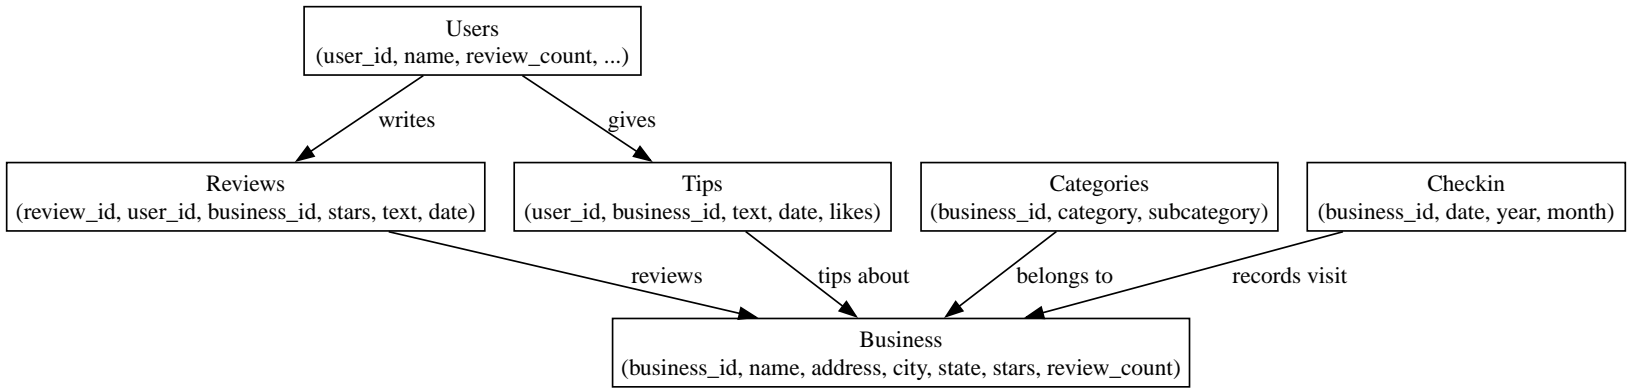 Users
(user_id, name, review_count, ...)
writes
gives
Reviews
(review_id, user_id, business_id, stars, text, date)
Tips
(user_id, business_id, text, date, likes)
Categories
(business_id, category, subcategory)
Checkin
(business_id, date, year, month)
reviews
tips about
belongs to
records visit
Business
(business_id, name, address, city, state, stars, review_count)